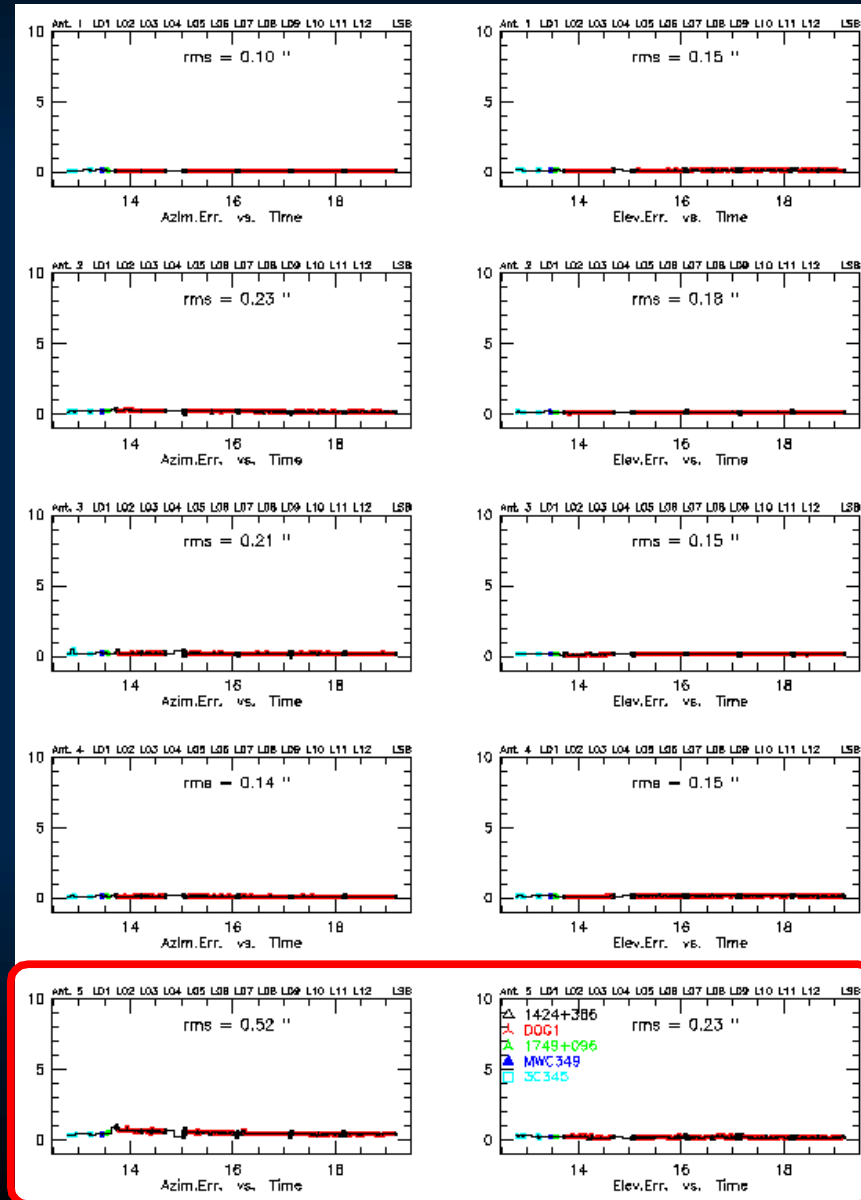 Ant. 1 L01 L02 L03 L04 L05 L06 L07 L08 L09 L10 L11 L12 LSB
10
rms = 0.10 "
5
0
14 16 18
Azim.Err. vs. Time
Ant. 1 L01 L02 L03 L04 L05 L06 L07 L08 L09 L10 L11 L12 LSB
10
rms = 0.15 "
5
0
14 16 18
Elev.Err. vs. Time
Ant. 2 L01 L02 L03 L04 L05 L06 L07 L08 L09 L10 L11 L12 LSB
10
rms = 0.23 "
5
0
14 16 18
Azim.Err. vs. Time
Ant. 2 L01 L02 L03 L04 L05 L06 L07 L08 L09 L10 L11 L12 LSB
10
rms = 0.18 "
5
0
14 16 18
Elev.Err. vs. Time
Ant. 3 L01 L02 L03 L04 L05 L06 L07 L08 L09 L10 L11 L12 LSB
10
rms = 0.21 "
5
0
14 16 18
Azim.Err. vs. Time
Ant. 3 L01 L02 L03 L04 L05 L06 L07 L08 L09 L10 L11 L12 LSB
10
rms = 0.15 "
5
0
14 16 18
Elev.Err. vs. Time
Ant. 4 L01 L02 L03 L04 L05 L06 L07 L08 L09 L10 L11 L12 LSB
10
rms = 0.14 "
5
0
14 16 18
Azim.Err. vs. Time
Ant. 4 L01 L02 L03 L04 L05 L06 L07 L08 L09 L10 L11 L12 LSB
10
rms = 0.15 "
5
0
14 16 18
Elev.Err. vs. Time
Ant. 5 L01 L02 L03 L04 L05 L06 L07 L08 L09 L10 L11 L12 LSB
10
rms = 0.52 "
5
0
14 16 18
Azim.Err. vs. Time
Ant. 5 L01 L02 L03 L04 L05 L06 L07 L08 L09 L10 L11 L12 LSB
10
1424+386
rms = 0.23 "
DOG1
1749+096
MWC349
3C345
5
0
14 16 18
Elev.Err. vs. Time